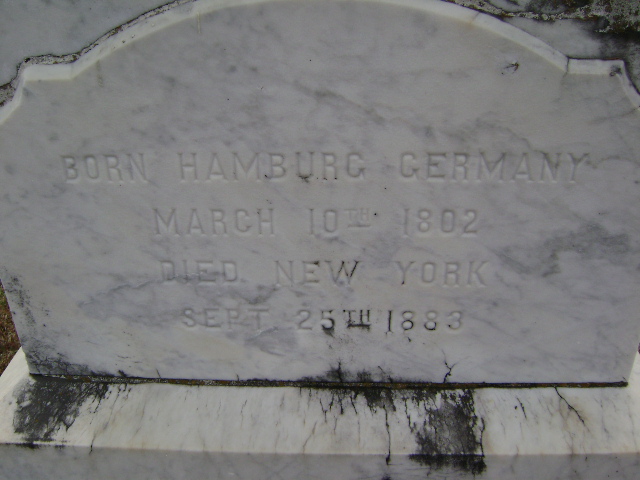 BORN HAMBURG GERMANY
MARCH 10TH 1802
DIED NEW YORK
SEPT 25TH 1883